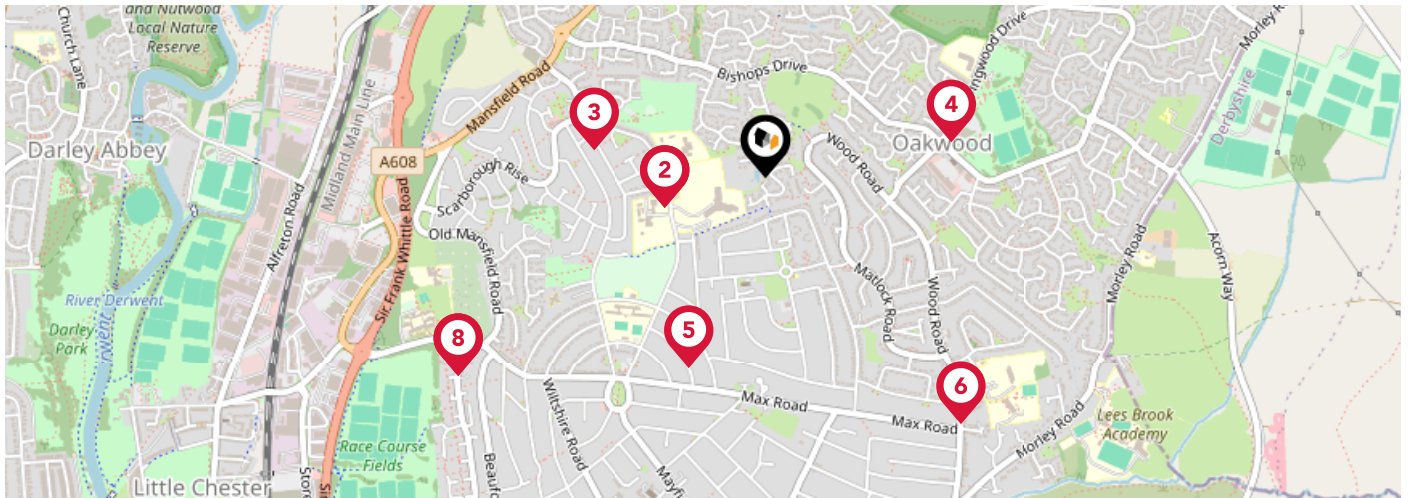 and Nutwood
Local Nature
Reserve
Church Lane
Darley Abbey
Alfreton Road
Midland Main Line
A608
Mansfield Road
Sir Frank Whittle Road
Scarborough Rise
Old Mansfield Road
River Derwent
Darley
Park
Little Chester
Race Course
Fields
Wiltshire Road
Bishops Drive
3
2
4
5
8
6
Oakwood
Wood Road
Wood Road
Matlock Road
Max Road
Max Road
Morley Road
Morley Road
Morley Road
Derbyshire
Acorn Way
Lees Brook
Academy